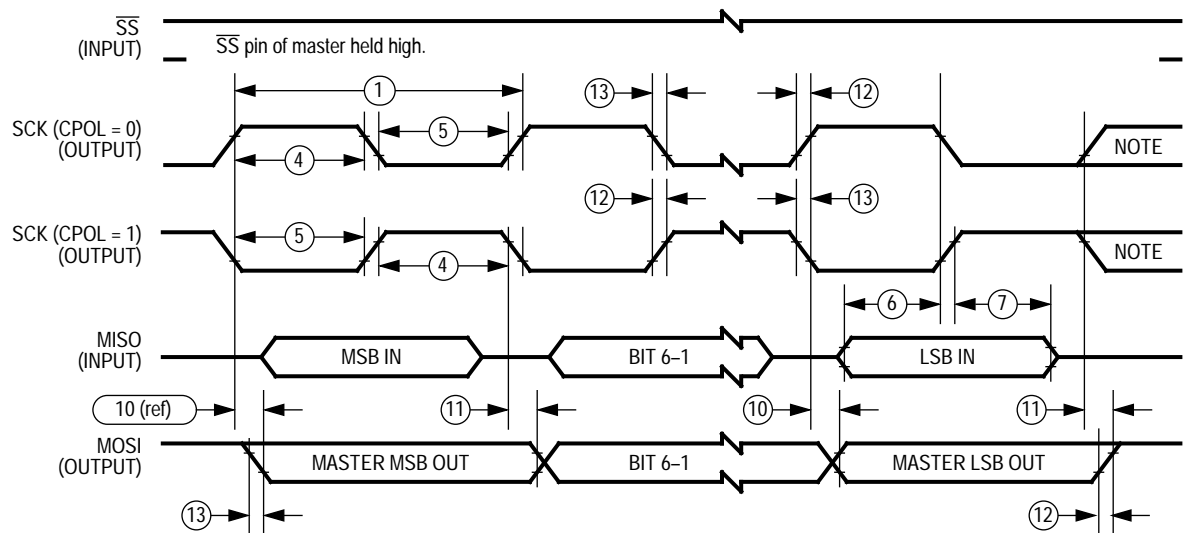 SS
(INPUT)
SS pin of master held high.
1
13
12
SCK (CPOL = 0)
(OUTPUT)
5
4
NOTE
12
13
SCK (CPOL = 1)
(OUTPUT)
5
4
NOTE
6
7
MISO
(INPUT)
MSB IN
BIT 6–1
LSB IN
10 (ref)
11
10
11
MOSI
(OUTPUT)
MASTER MSB OUT
BIT 6–1
MASTER LSB OUT
13
12